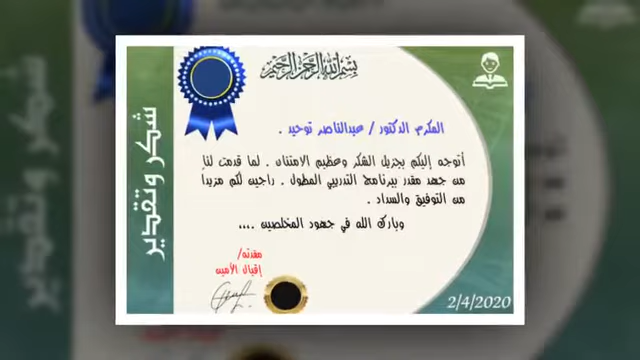 بسم الله الرحمن الرحيم
شكر وتقدير
المكرم الدكتور / عبدالناصر توحيد .
أتوجه إليكم بجزيل الشكر وعظيم الامتنان . لما قدمت لنا
من جهد مقدر ببرنامج التدريبي المطول . راجين لكم مزيداً
من التوفيق والسداد .
وبارك الله في جهود المخلصين ....
مقدته/
إقبال الأمين
2/4/2020